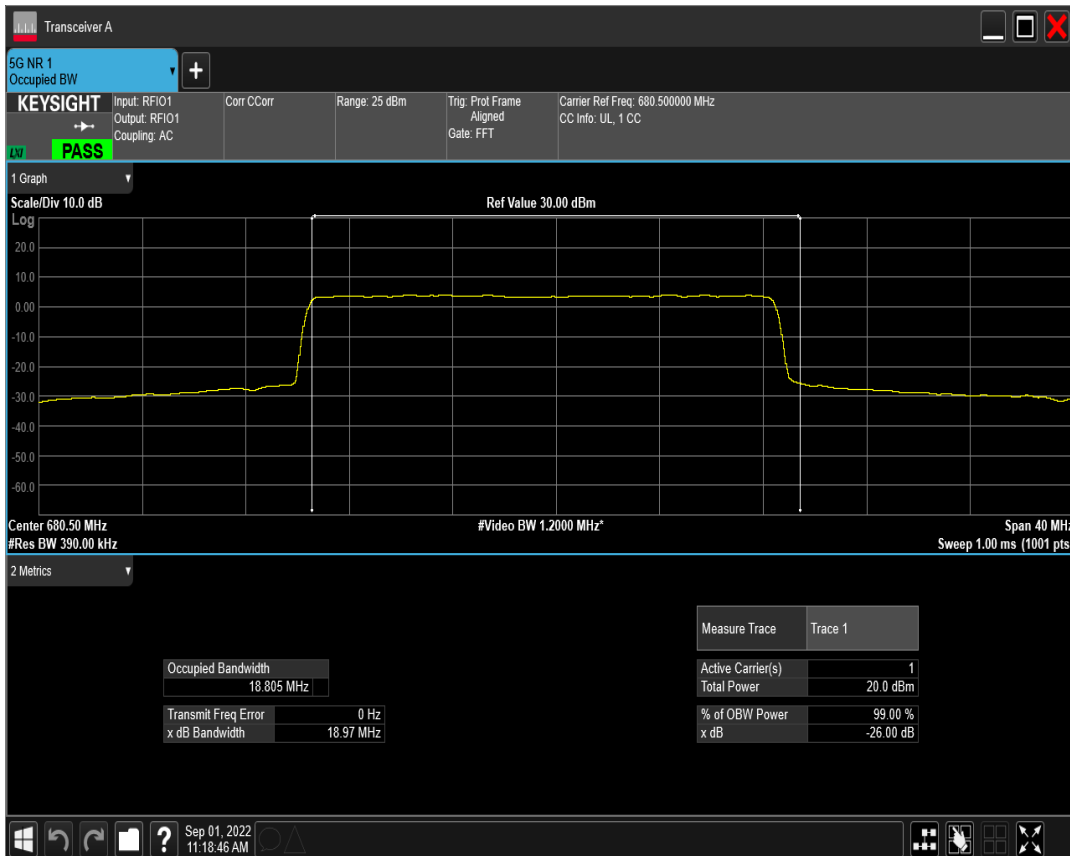 Transceiver A
5G NR 1
Occupied BW
+
KEYSIGHT
LXI
PASS
Input: RFIO1
Output: RFIO1
Coupling: AC
Corr CCorr
Range: 25 dBm
Trig: Prot Frame
Aligned
Gate: FFT
Carrier Ref Freq: 680.500000 MHz
CC Info: UL, 1 CC
1 Graph
Scale/Div 10.0 dB
Ref Value 30.00 dBm
Log
20.0
10.0
0.00
-10.0
-20.0
-30.0
-40.0
-50.0
-60.0
Center 680.50 MHz
#Video BW 1.2000 MHz*
Span 40 MHz
#Res BW 390.00 kHz
Sweep 1.00 ms (1001 pts
2 Metrics
Measure Trace Trace 1
Occupied Bandwidth
18.805 MHz
Active Carrier(s) 1
Total Power 20.0 dBm
Transmit Freq Error 0 Hz
x dB Bandwidth 18.97 MHz
% of OBW Power 99.00 %
x dB -26.00 dB
?
Sep 01, 2022
11:18:46 AM